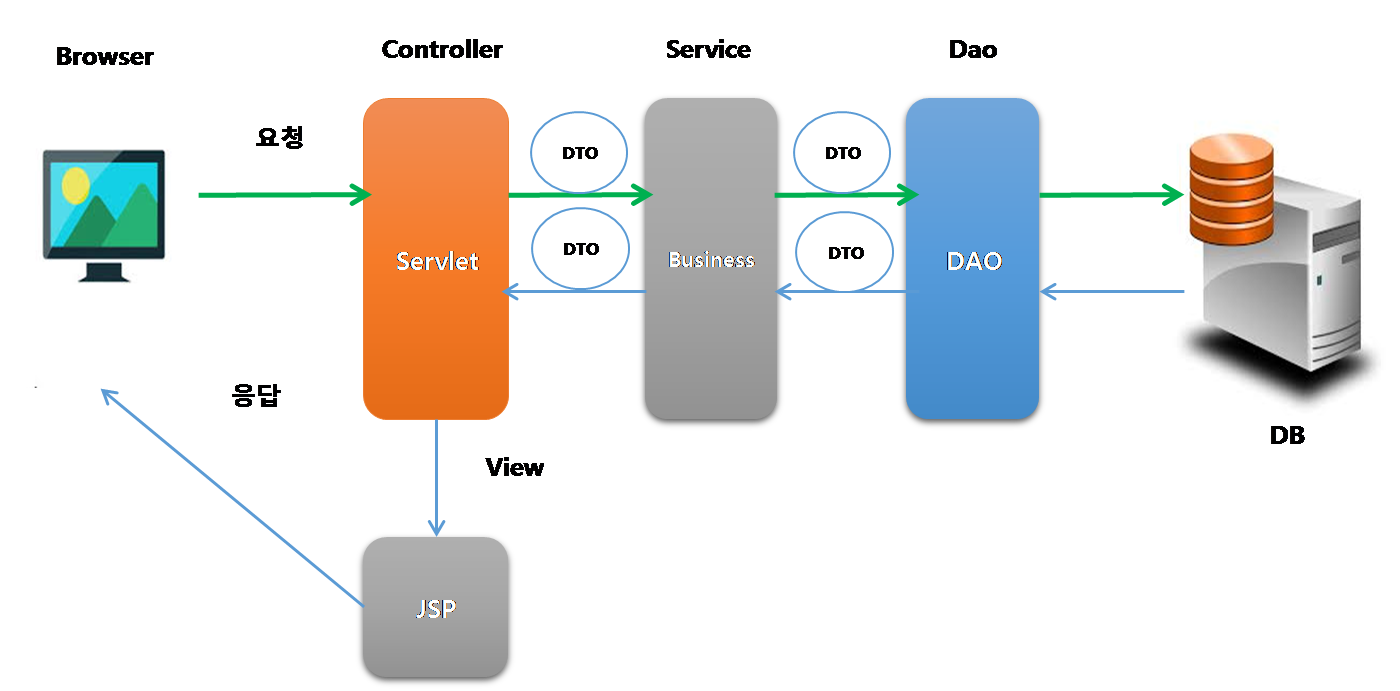 Browser
Controller
Service
Dao
요청
DTO
DTO
DTO
DTO
Servlet
Business
DAO
응답
DB
View
JSP